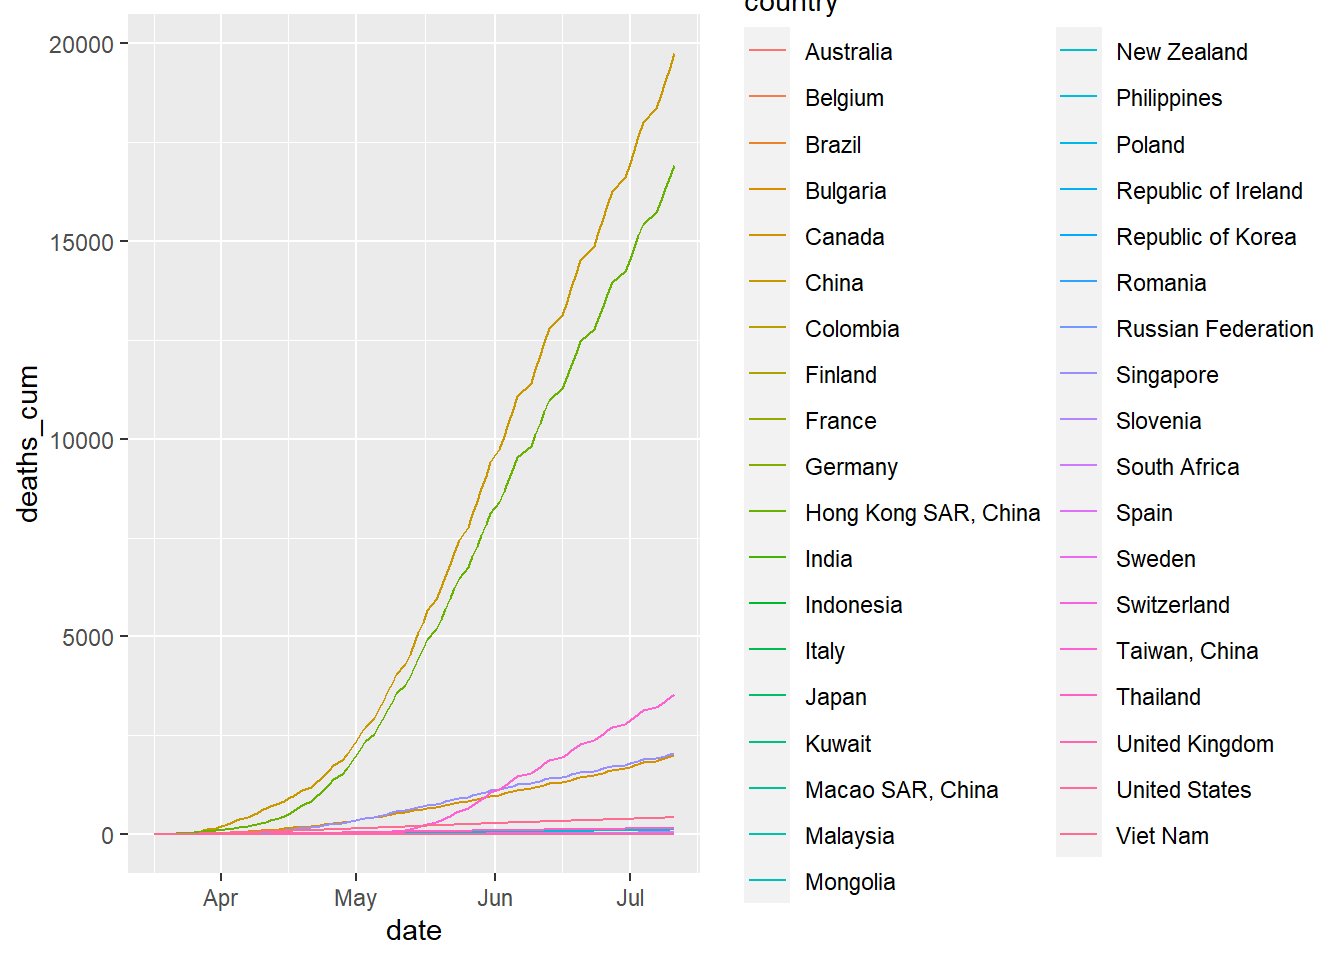 country
20000
15000
10000
5000
0
deaths_cum
Apr May Jun Jul
date
Australia
Belgium
Brazil
Bulgaria
Canada
China
Colombia
Finland
France
Germany
Hong Kong SAR, China
India
Indonesia
Italy
Japan
Kuwait
Macao SAR, China
Malaysia
Mongolia
New Zealand
Philippines
Poland
Republic of Ireland
Republic of Korea
Romania
Russian Federation
Singapore
Slovenia
South Africa
Spain
Sweden
Switzerland
Taiwan, China
Thailand
United Kingdom
United States
Viet Nam